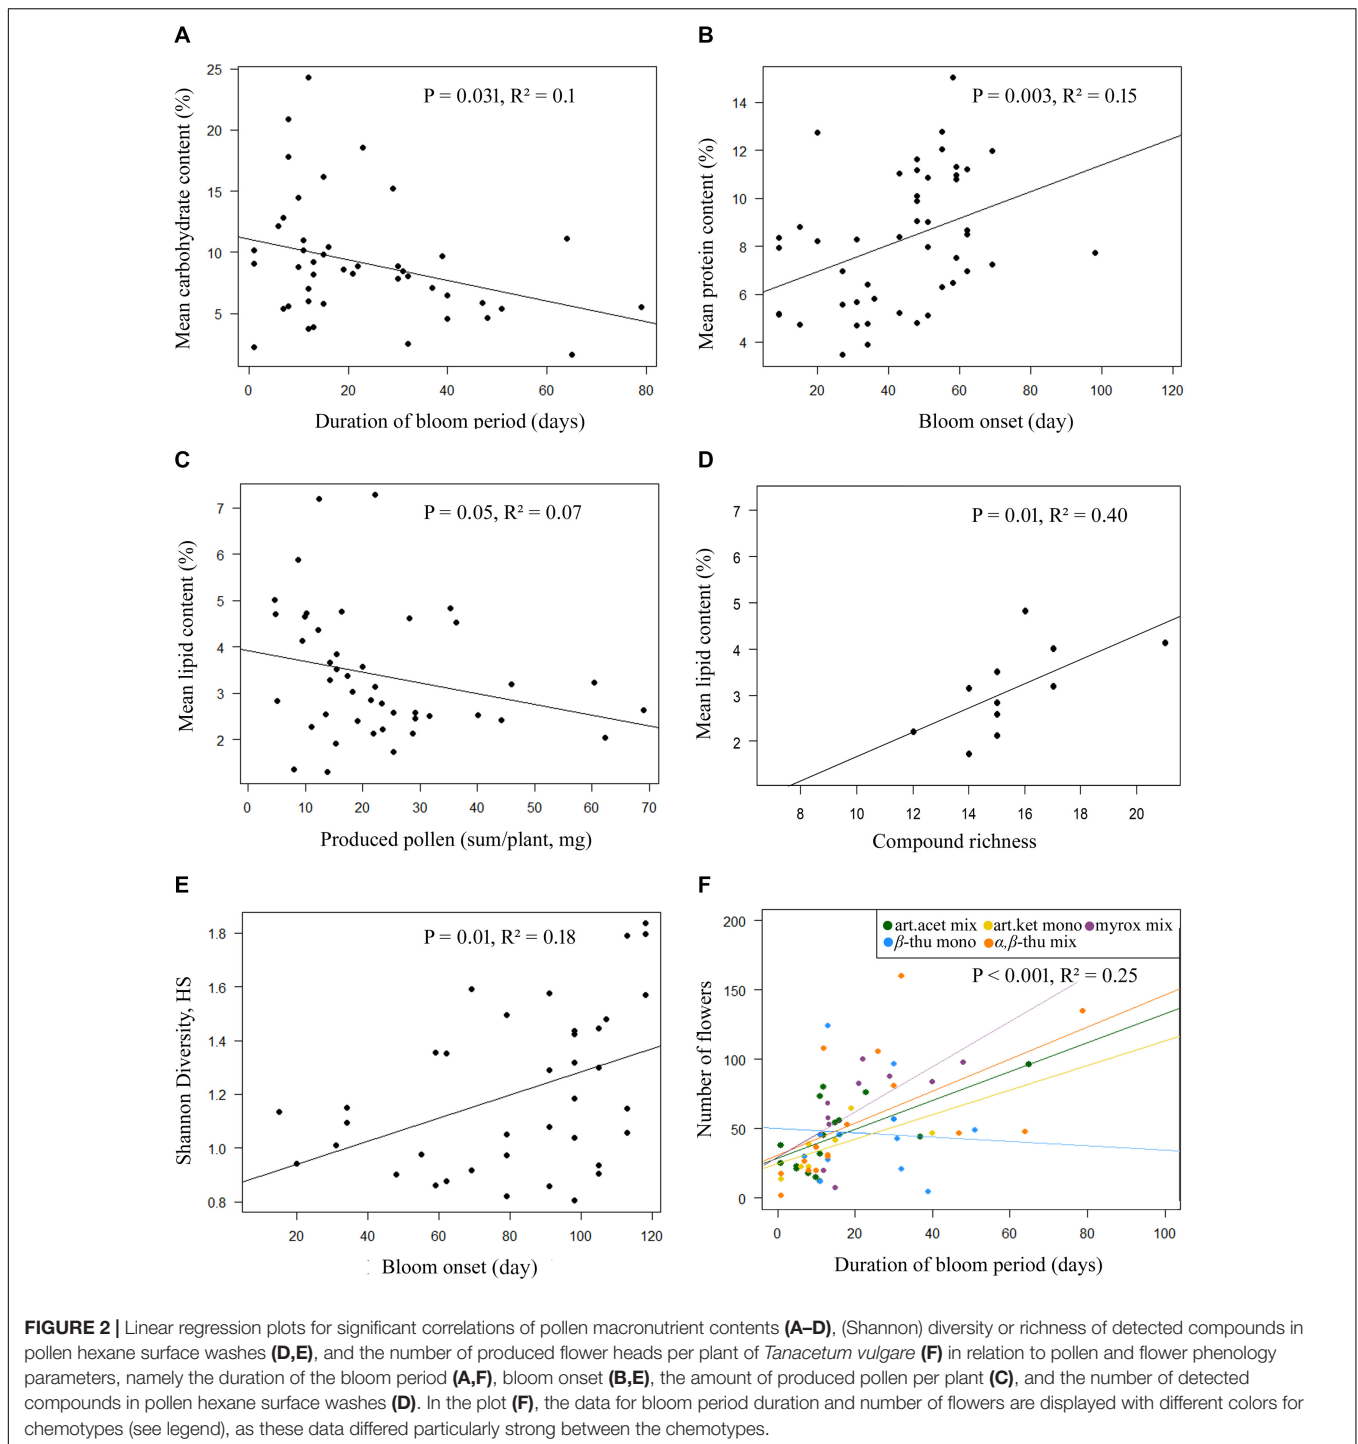 A
P = 0.031, R² = 0.1
Mean carbohydrate content (%)
25
20
15
10
5
0 20 40 60 80
Duration of bloom period (days)
B
P = 0.003, R² = 0.15
Mean protein content (%)
14
12
10
8
6
4
20 40 60 80 100 120
Bloom onset (day)
C
P = 0.05, R² = 0.07
Mean lipid content (%)
7
6
5
4
3
2
0 10 20 30 40 50 60 70
Produced pollen (sum/plant, mg)
D
P = 0.01, R² = 0.40
Mean lipid content (%)
7
6
5
4
3
2
8 10 12 14 16 18 20
Compound richness
E
P = 0.01, R² = 0.18
Shannon Diversity, HS
1.8
1.6
1.4
1.2
1.0
0.8
20 40 60 80 100 120
Bloom onset (day)
F
art.acet mix art.ket mono myrox mix
β-thu mono α,β-thu mix
P < 0.001, R² = 0.25
Number of flowers
200
150
100
50
0
0 20 40 60 80 100
Duration of bloom period (days)
FIGURE 2 | Linear regression plots for significant correlations of pollen macronutrient contents (A–D), (Shannon) diversity or richness of detected compounds in
pollen hexane surface washes (D,E), and the number of produced flower heads per plant of Tanacetum vulgare (F) in relation to pollen and flower phenology
parameters, namely the duration of the bloom period (A,F), bloom onset (B,E), the amount of produced pollen per plant (C), and the number of detected
compounds in pollen hexane surface washes (D). In the plot (F), the data for bloom period duration and number of flowers are displayed with different colors for
chemotypes (see legend), as these data differed particularly strong between the chemotypes.